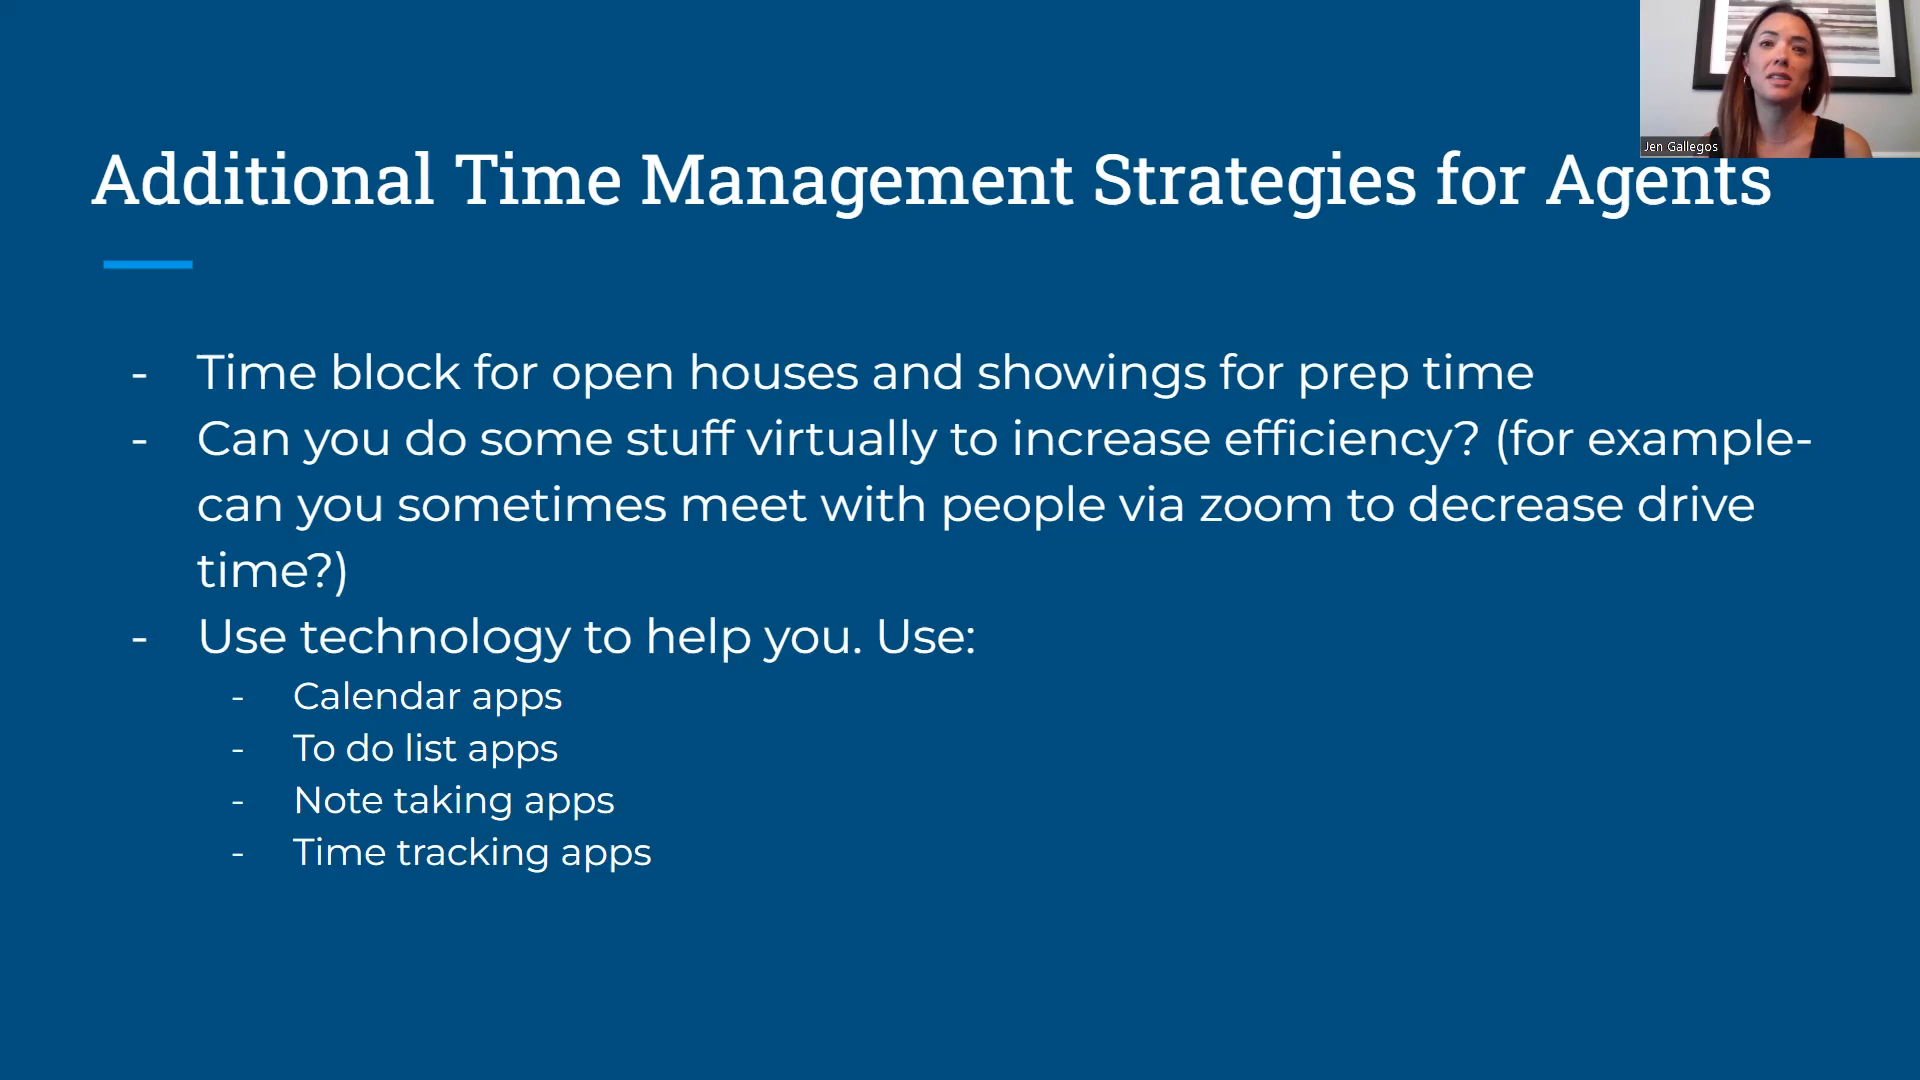 Jen Gallegos
Additional Time Management Strategies for Agents
- Time block for open houses and showings for prep time
- Can you do some stuff virtually to increase efficiency? (for example-
can you sometimes meet with people via zoom to decrease drive
time?)
- Use technology to help you. Use:
- Calendar apps
- To do list apps
- Note taking apps
- Time tracking apps